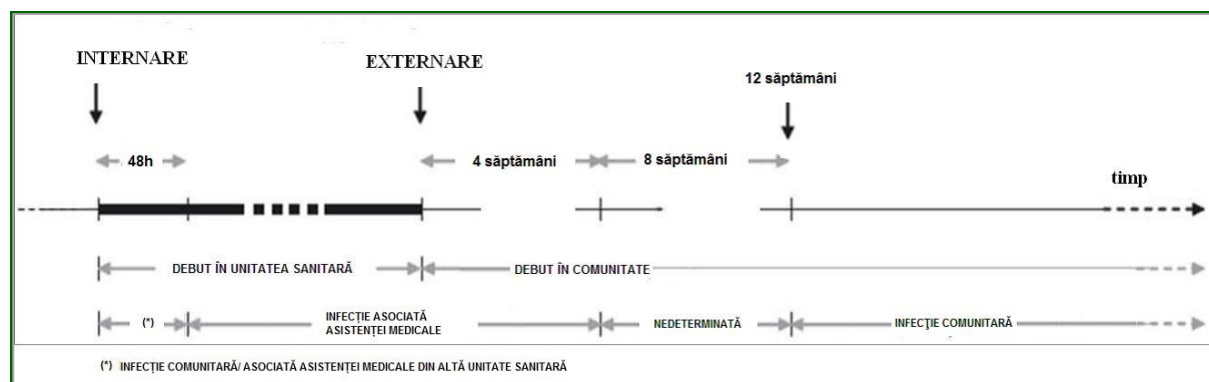 INTERNARE
EXTERNARE
12 săptămâni
48h
4 săptămâni
8 săptămâni
timp
DEBUT ÎN UNITATEA SANITARĂ
DEBUT ÎN COMUNITATE
(*)
INFECȚIE ASOCIATĂ
ASISTENȚEI MEDICALE
NEDETERMINATĂ
INFECŢIE COMUNITARĂ
(*) INFECȚIE COMUNITARĂ/ ASOCIATĂ ASISTENȚEI MEDICALE DIN ALTĂ UNITATE SANITARĂ